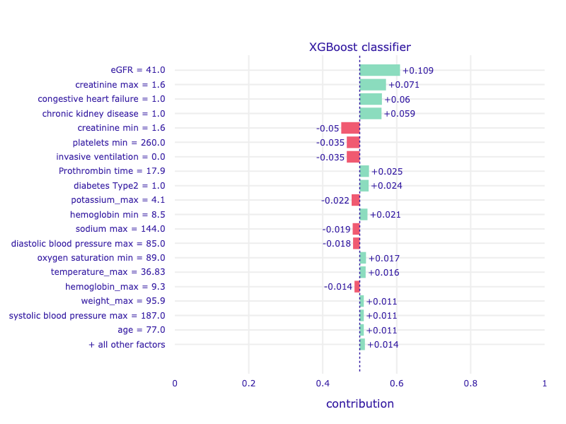 XGBoost classifier
eGFR = 41.0 +0.109
creatinine max = 1.6 +0.071
congestive heart failure = 1.0 +0.06
chronic kidney disease = 1.0 +0.059
creatinine min = 1.6 -0.05
platelets min = 260.0 -0.035
invasive ventilation = 0.0 -0.035
Prothrombin time = 17.9 +0.025
diabetes Type2 = 1.0 +0.024
potassium_max = 4.1 -0.022
hemoglobin min = 8.5 +0.021
sodium max = 144.0 -0.019
diastolic blood pressure max = 85.0 -0.018
oxygen saturation min = 89.0 +0.017
temperature_max = 36.83 +0.016
hemoglobin_max = 9.3 -0.014
weight_max = 95.9 +0.011
systolic blood pressure max = 187.0 +0.011
age = 77.0 +0.011
+ all other factors +0.014
0 0.2 0.4 0.6 0.8 1
contribution